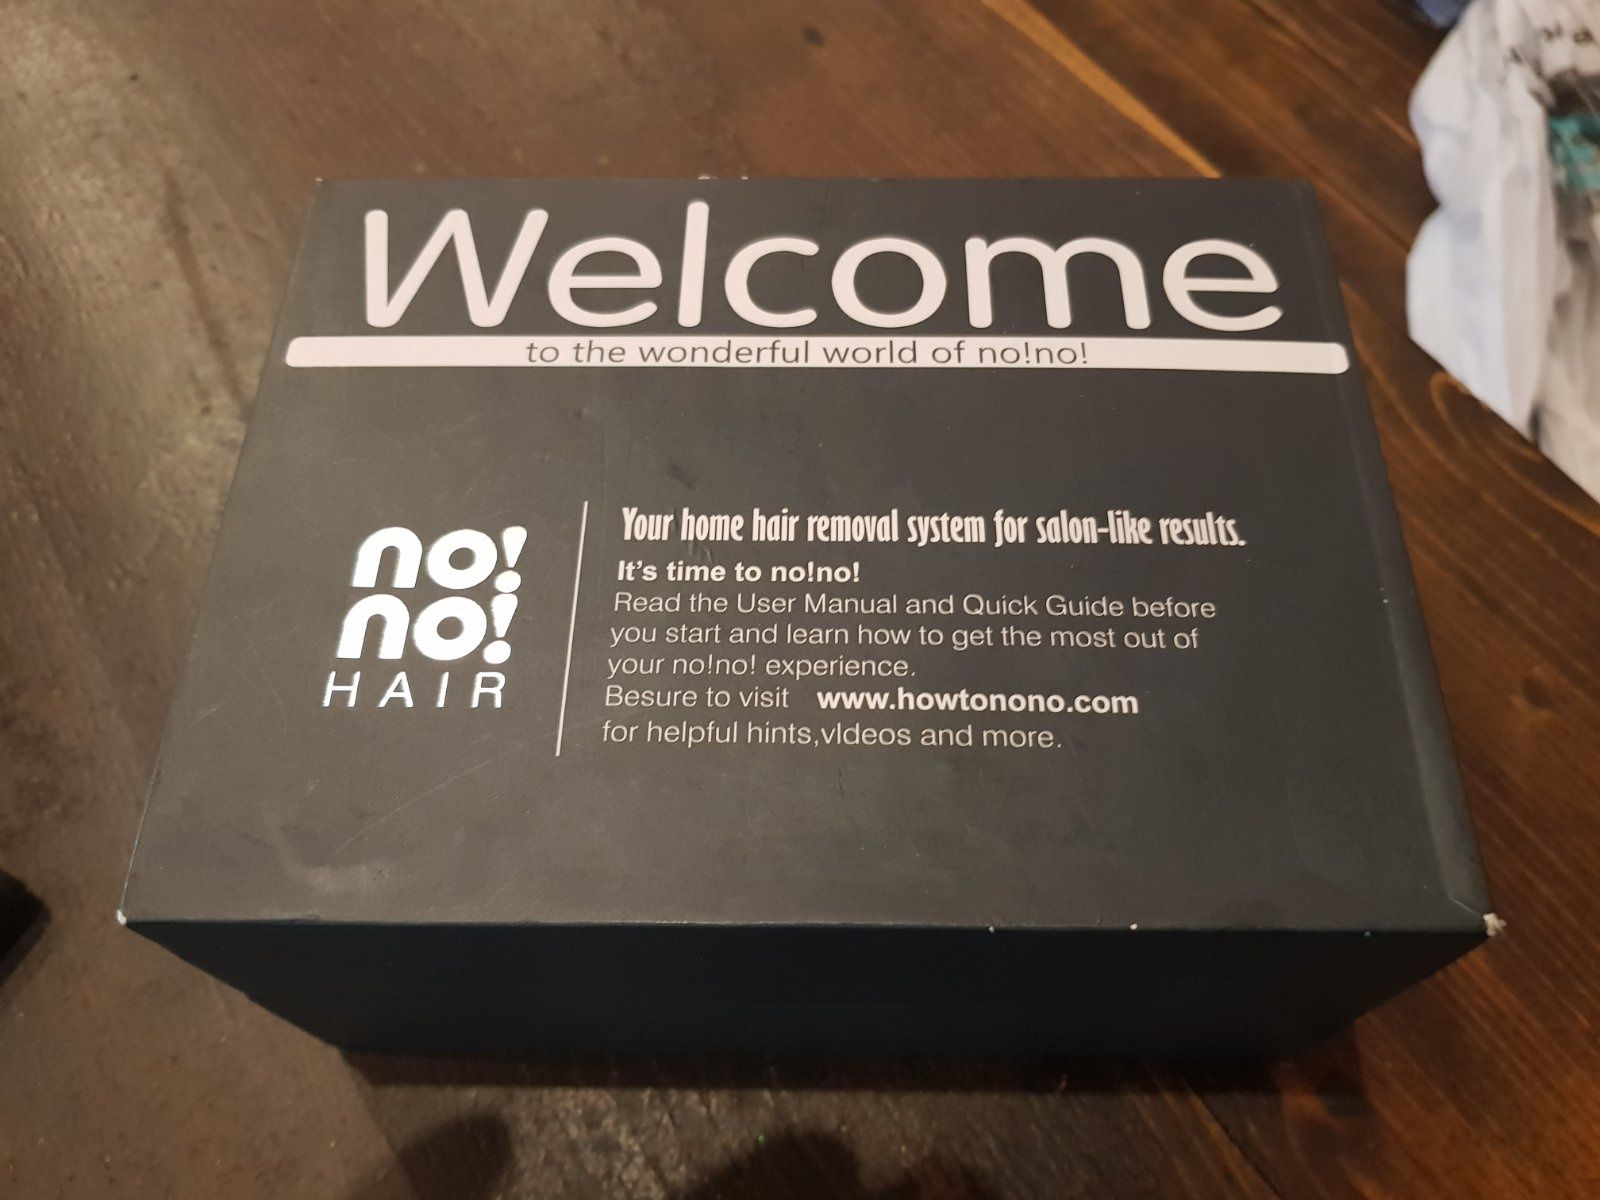 Welcome
to the wonderful world of no!no!
no!
no!
HAIR
Your home hair removal system for salon-like results.
It's time to no!no!
Read the User Manual and Quick Guide before
you start and learn how to get the most out of
your no!no! experience.
Besure to visit www.howtonono.com
for helpful hints,vIdeos and more.